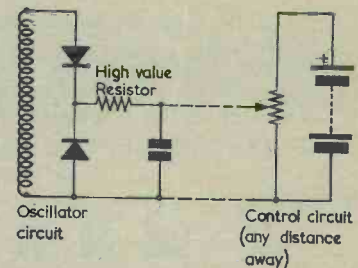 High value
Resistor
+
Oscillator
circuit
Control circuit
(any distance
away)